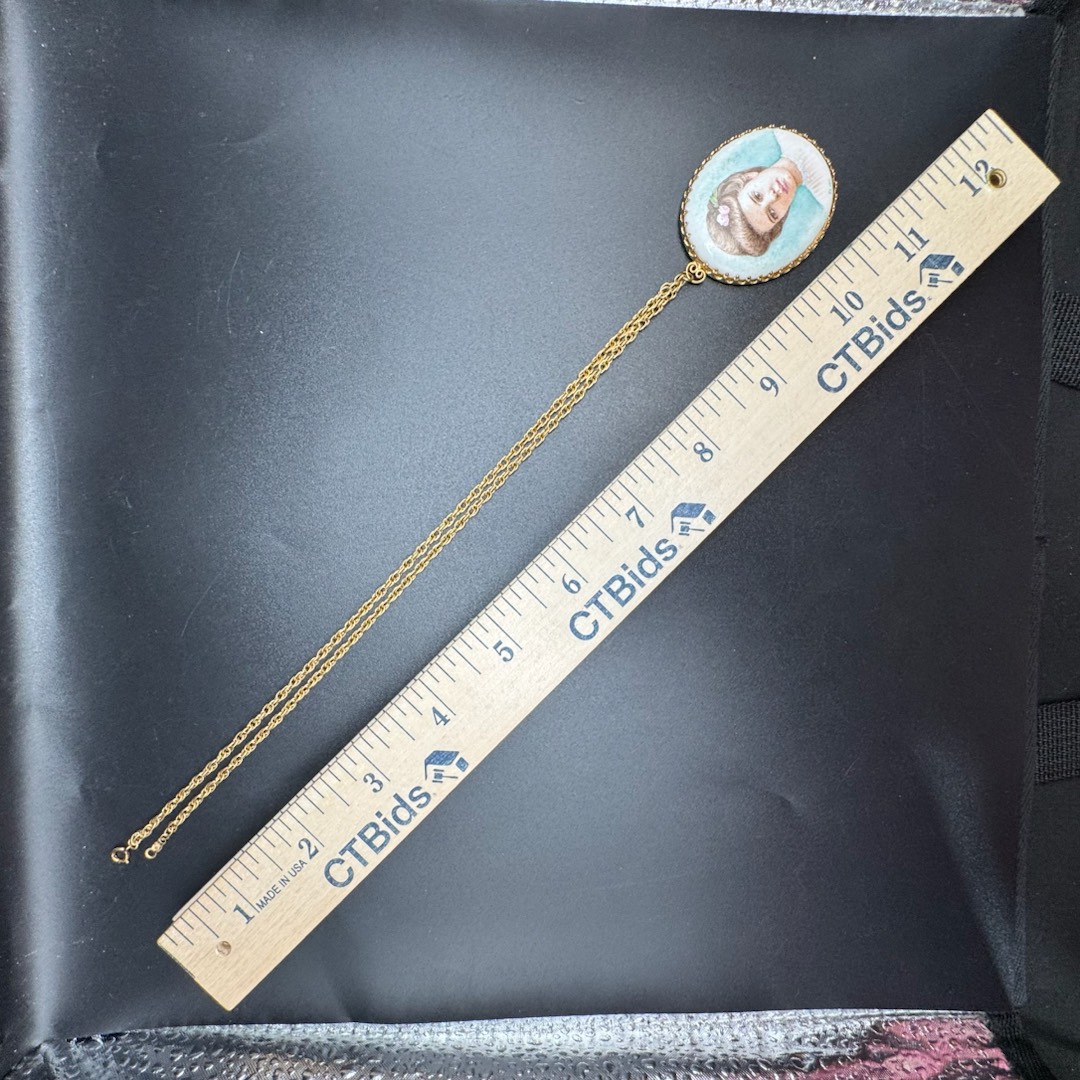 1 2 3 4 5 6 7 8 9 10 11 12
MADE IN USA
CTBids
CTBids
CTBids.